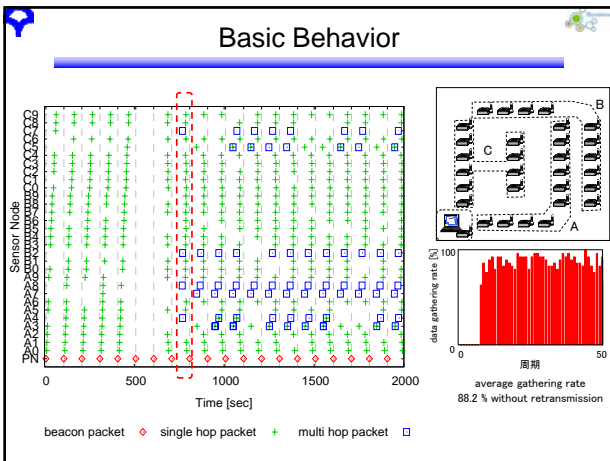 Basic Behavior
Sensor Node
C9
C8
C7
C6
C5
C4
C3
C2
C1
C0
B9
B8
B7
B6
B5
B4
B3
B2
B1
B0
A9
A8
A7
A6
A5
A4
A3
A2
A1
A0
PN
0 500 1000 1500 2000
Time [sec]
beacon packet single hop packet multi hop packet
B
C
A
data gathering rate [%]
100
0
0 50
周期
average gathering rate
88.2 % without retransmission